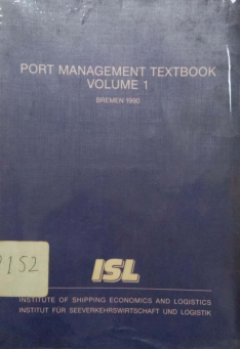 PORT MANAGEMENT TEXTBOOK
VOLUME 1
BREMEN 1990
ISL
INSTITUTE OF SHIPPING ECONOMICS AND LOGISTICS
INSTITUT FÜR SEEVERKEHRSWIRTSCHAFT UND LOGISTIK